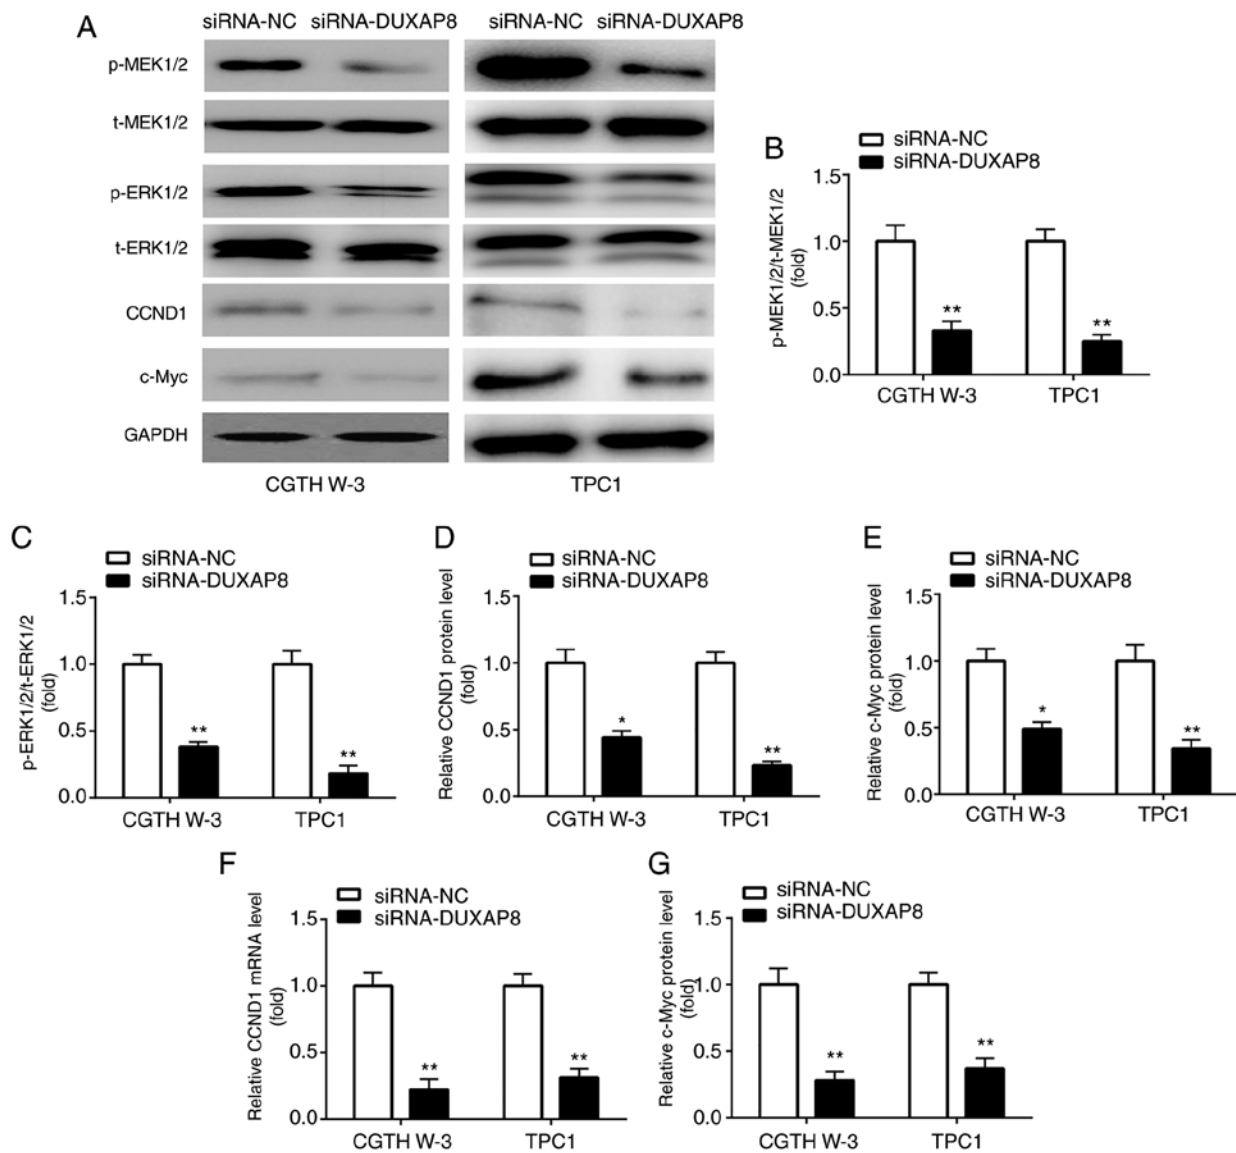 A
siRNA-NC siRNA-DUXAP8 siRNA-NC siRNA-DUXAP8
p-MEK1/2
t-MEK1/2
p-ERK1/2
t-ERK1/2
CCND1
c-Myc
GAPDH
CGTH W-3 TPC1
B
siRNA-NC
siRNA-DUXAP8
p-MEK1/2/t-MEK1/2
(fold)
1.5
1.0
0.5
0.0
**
**
CGTH W-3 TPC1
C
siRNA-NC
siRNA-DUXAP8
p-ERK1/2/t-ERK1/2
(fold)
1.5
1.0
0.5
0.0
**
**
CGTH W-3 TPC1
D
siRNA-NC
siRNA-DUXAP8
Relative CCND1 protein level
(fold)
1.5
1.0
0.5
0.0
*
**
CGTH W-3 TPC1
E
siRNA-NC
siRNA-DUXAP8
Relative c-Myc protein level
(fold)
1.5
1.0
0.5
0.0
*
**
CGTH W-3 TPC1
F
siRNA-NC
siRNA-DUXAP8
Relative CCND1 mRNA level
(fold)
1.5
1.0
0.5
0.0
**
**
CGTH W-3 TPC1
G
siRNA-NC
siRNA-DUXAP8
Relative c-Myc protein level
(fold)
1.5
1.0
0.5
0.0
**
**
CGTH W-3 TPC1